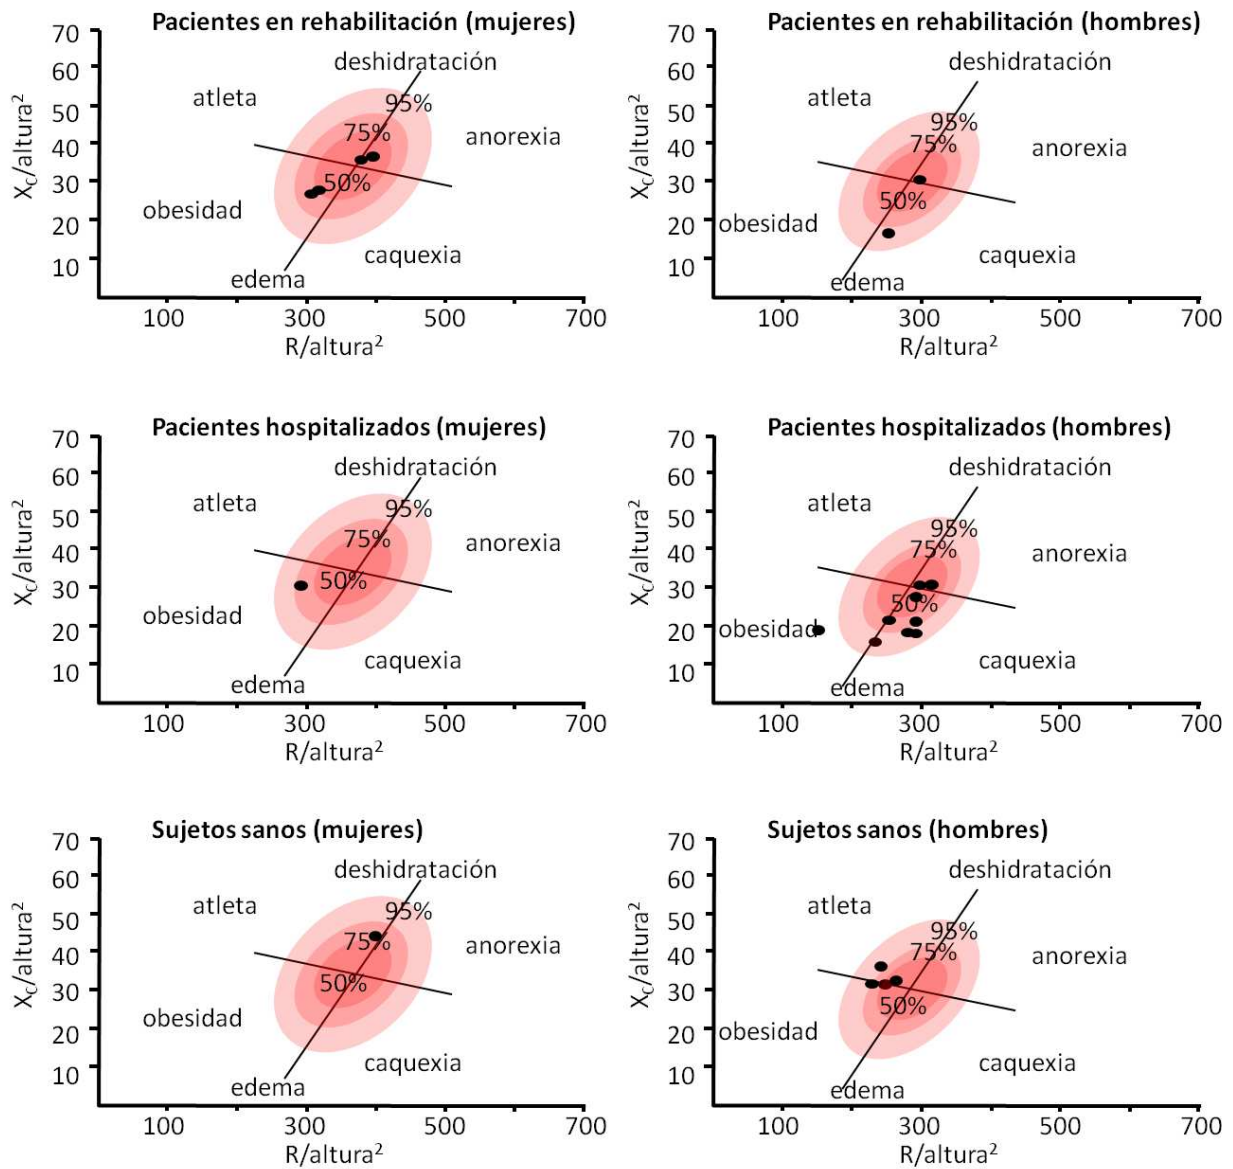 Pacientes en rehabilitación (mujeres)
70
60
50
40
30
20
10
X_C/altura²
deshidratación
atleta
95%
75%
anorexia
50%
obesidad
caquexia
edema
100 300 500 700
R/altura²
Pacientes en rehabilitación (hombres)
70
60
50
40
30
20
10
X_C/altura²
deshidratación
atleta
95%
75%
anorexia
50%
obesidad
caquexia
edema
100 300 500 700
R/altura²
Pacientes hospitalizados (mujeres)
70
60
50
40
30
20
10
X_C/altura²
deshidratación
atleta
95%
75%
anorexia
50%
obesidad
caquexia
edema
100 300 500 700
R/altura²
Pacientes hospitalizados (hombres)
70
60
50
40
30
20
10
X_C/altura²
deshidratación
atleta
95%
75%
anorexia
50%
obesidad
caquexia
edema
100 300 500 700
R/altura²
Sujetos sanos (mujeres)
70
60
50
40
30
20
10
X_C/altura²
deshidratación
atleta
95%
75%
anorexia
50%
obesidad
caquexia
edema
100 300 500 700
R/altura²
Sujetos sanos (hombres)
70
60
50
40
30
20
10
X_C/altura²
deshidratación
atleta
95%
75%
anorexia
50%
obesidad
caquexia
edema
100 300 500 700
R/altura²